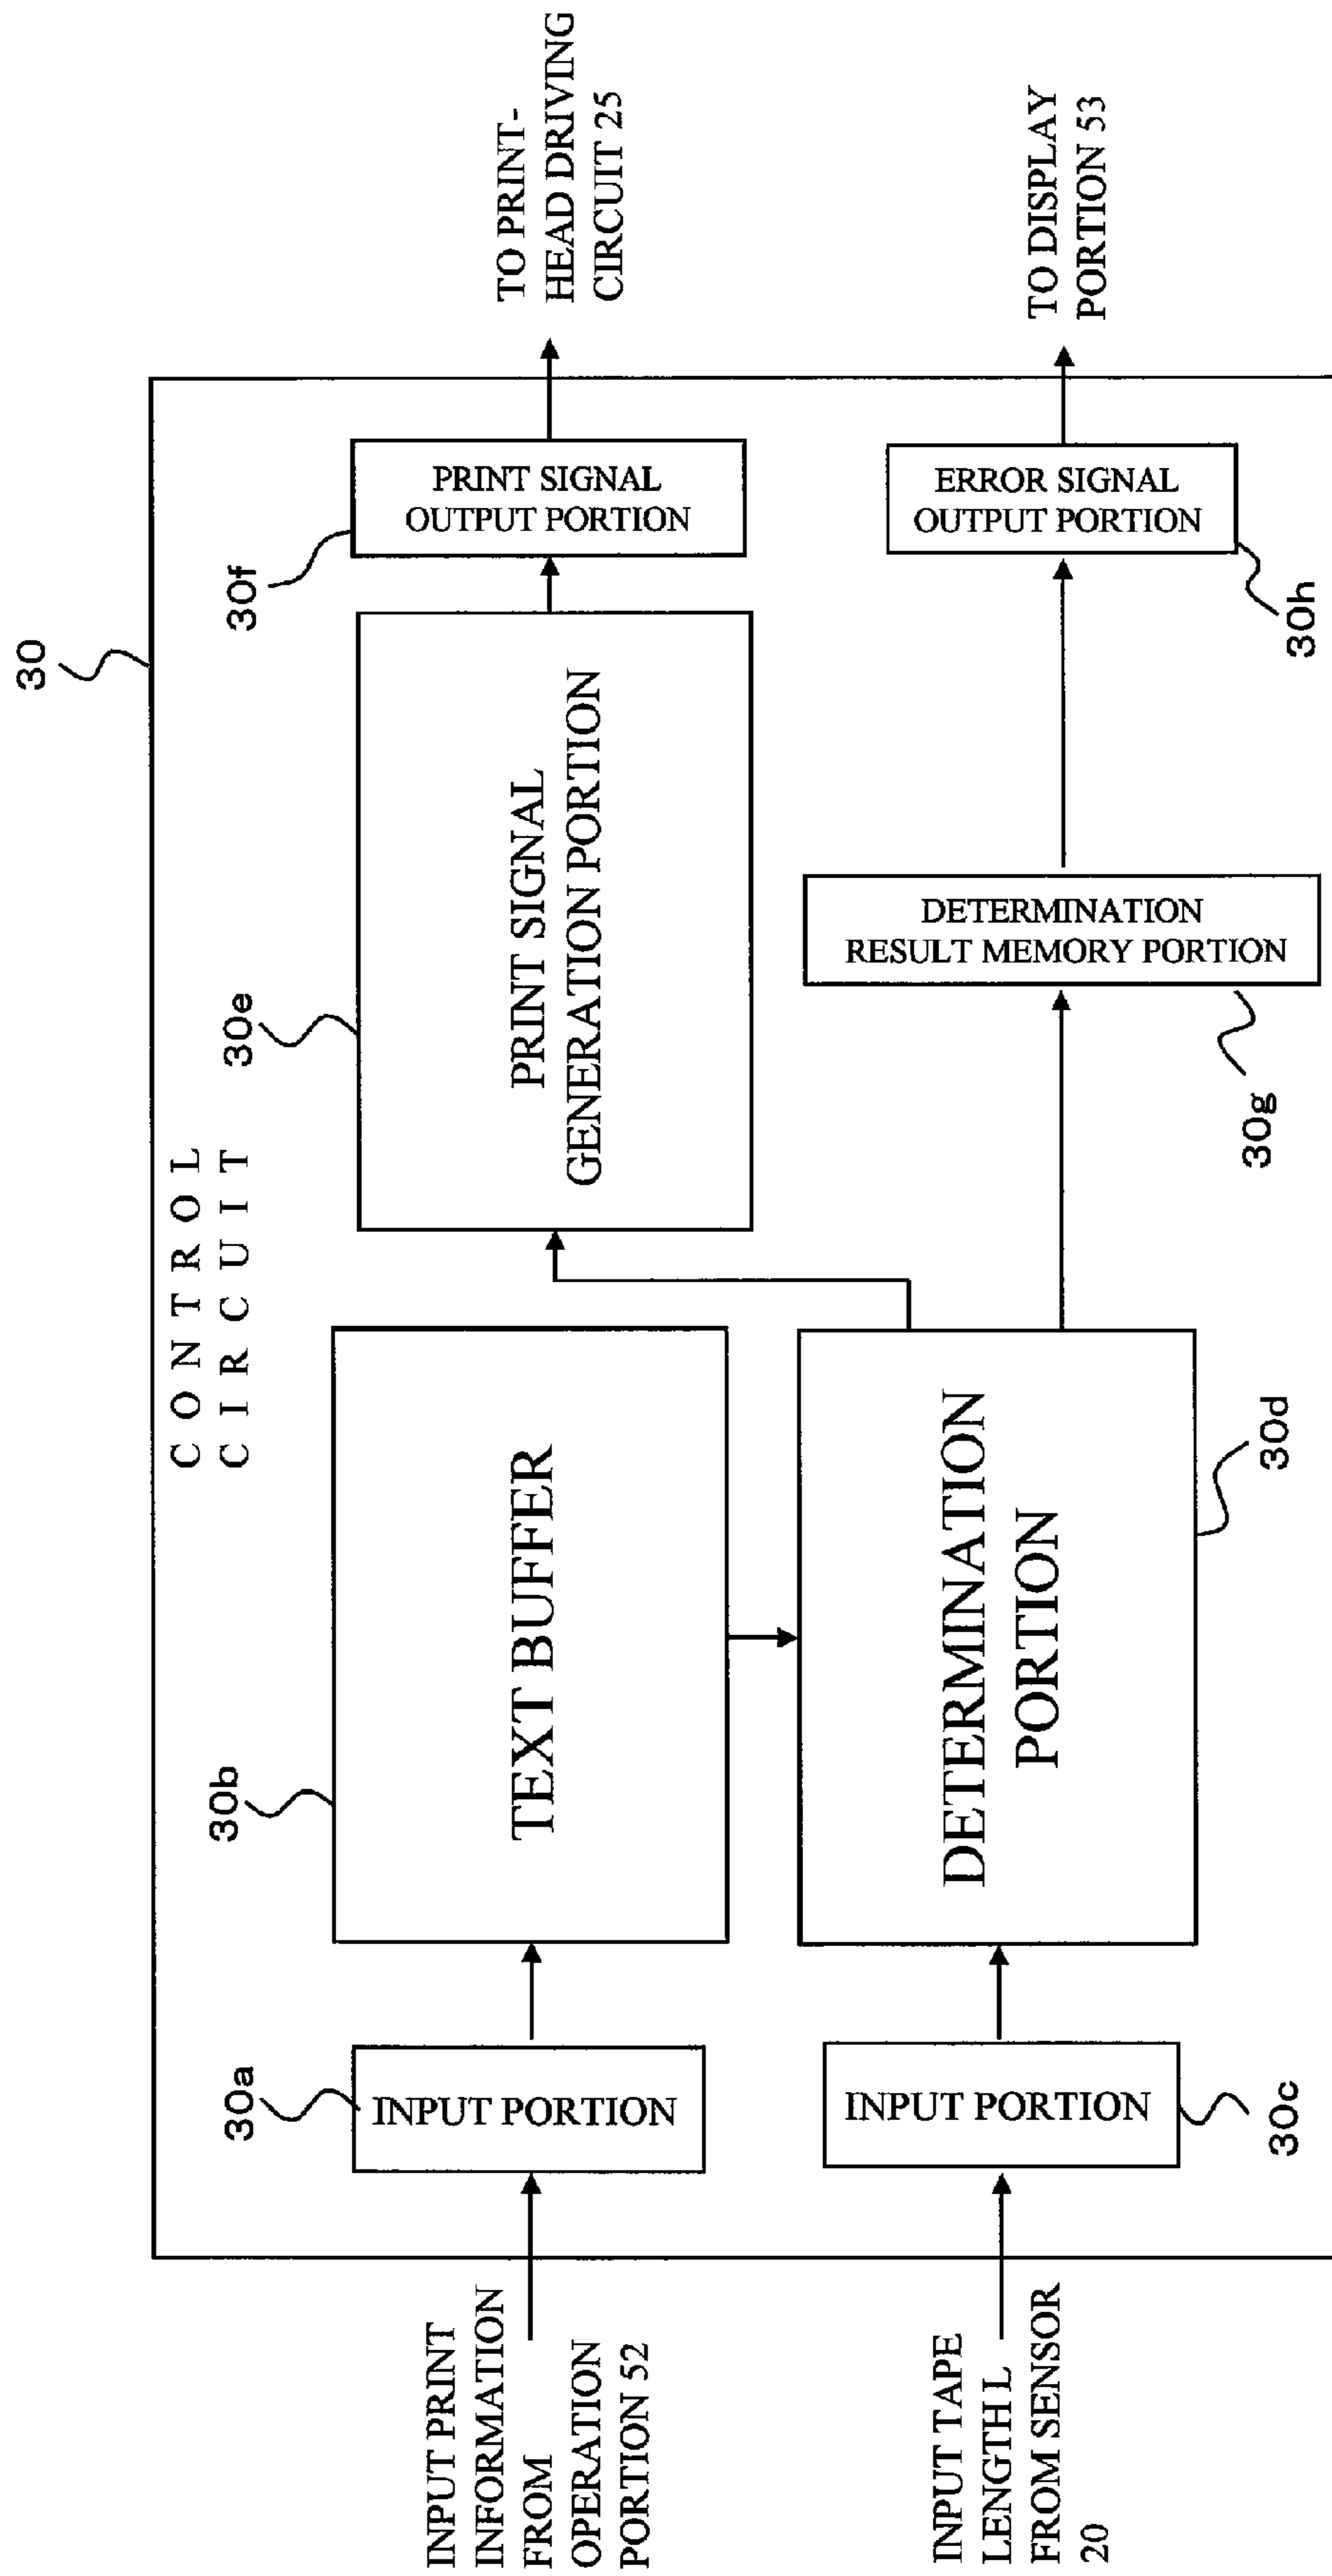 30
CONTROL
CIRCUIT
INPUT PRINT
INFORMATION
FROM
OPERATION
PORTION 52
30a
INPUT PORTION
30b
TEXT BUFFER
30e
PRINT SIGNAL
GENERATION PORTION
30f
PRINT SIGNAL
OUTPUT PORTION
TO PRINT-
HEAD DRIVING
CIRCUIT 25
INPUT TAPE
LENGTH L
FROM SENSOR
20
INPUT PORTION
30c
DETERMINATION
PORTION
30d
DETERMINATION
RESULT MEMORY PORTION
30g
ERROR SIGNAL
OUTPUT PORTION
30h
TO DISPLAY
PORTION 53